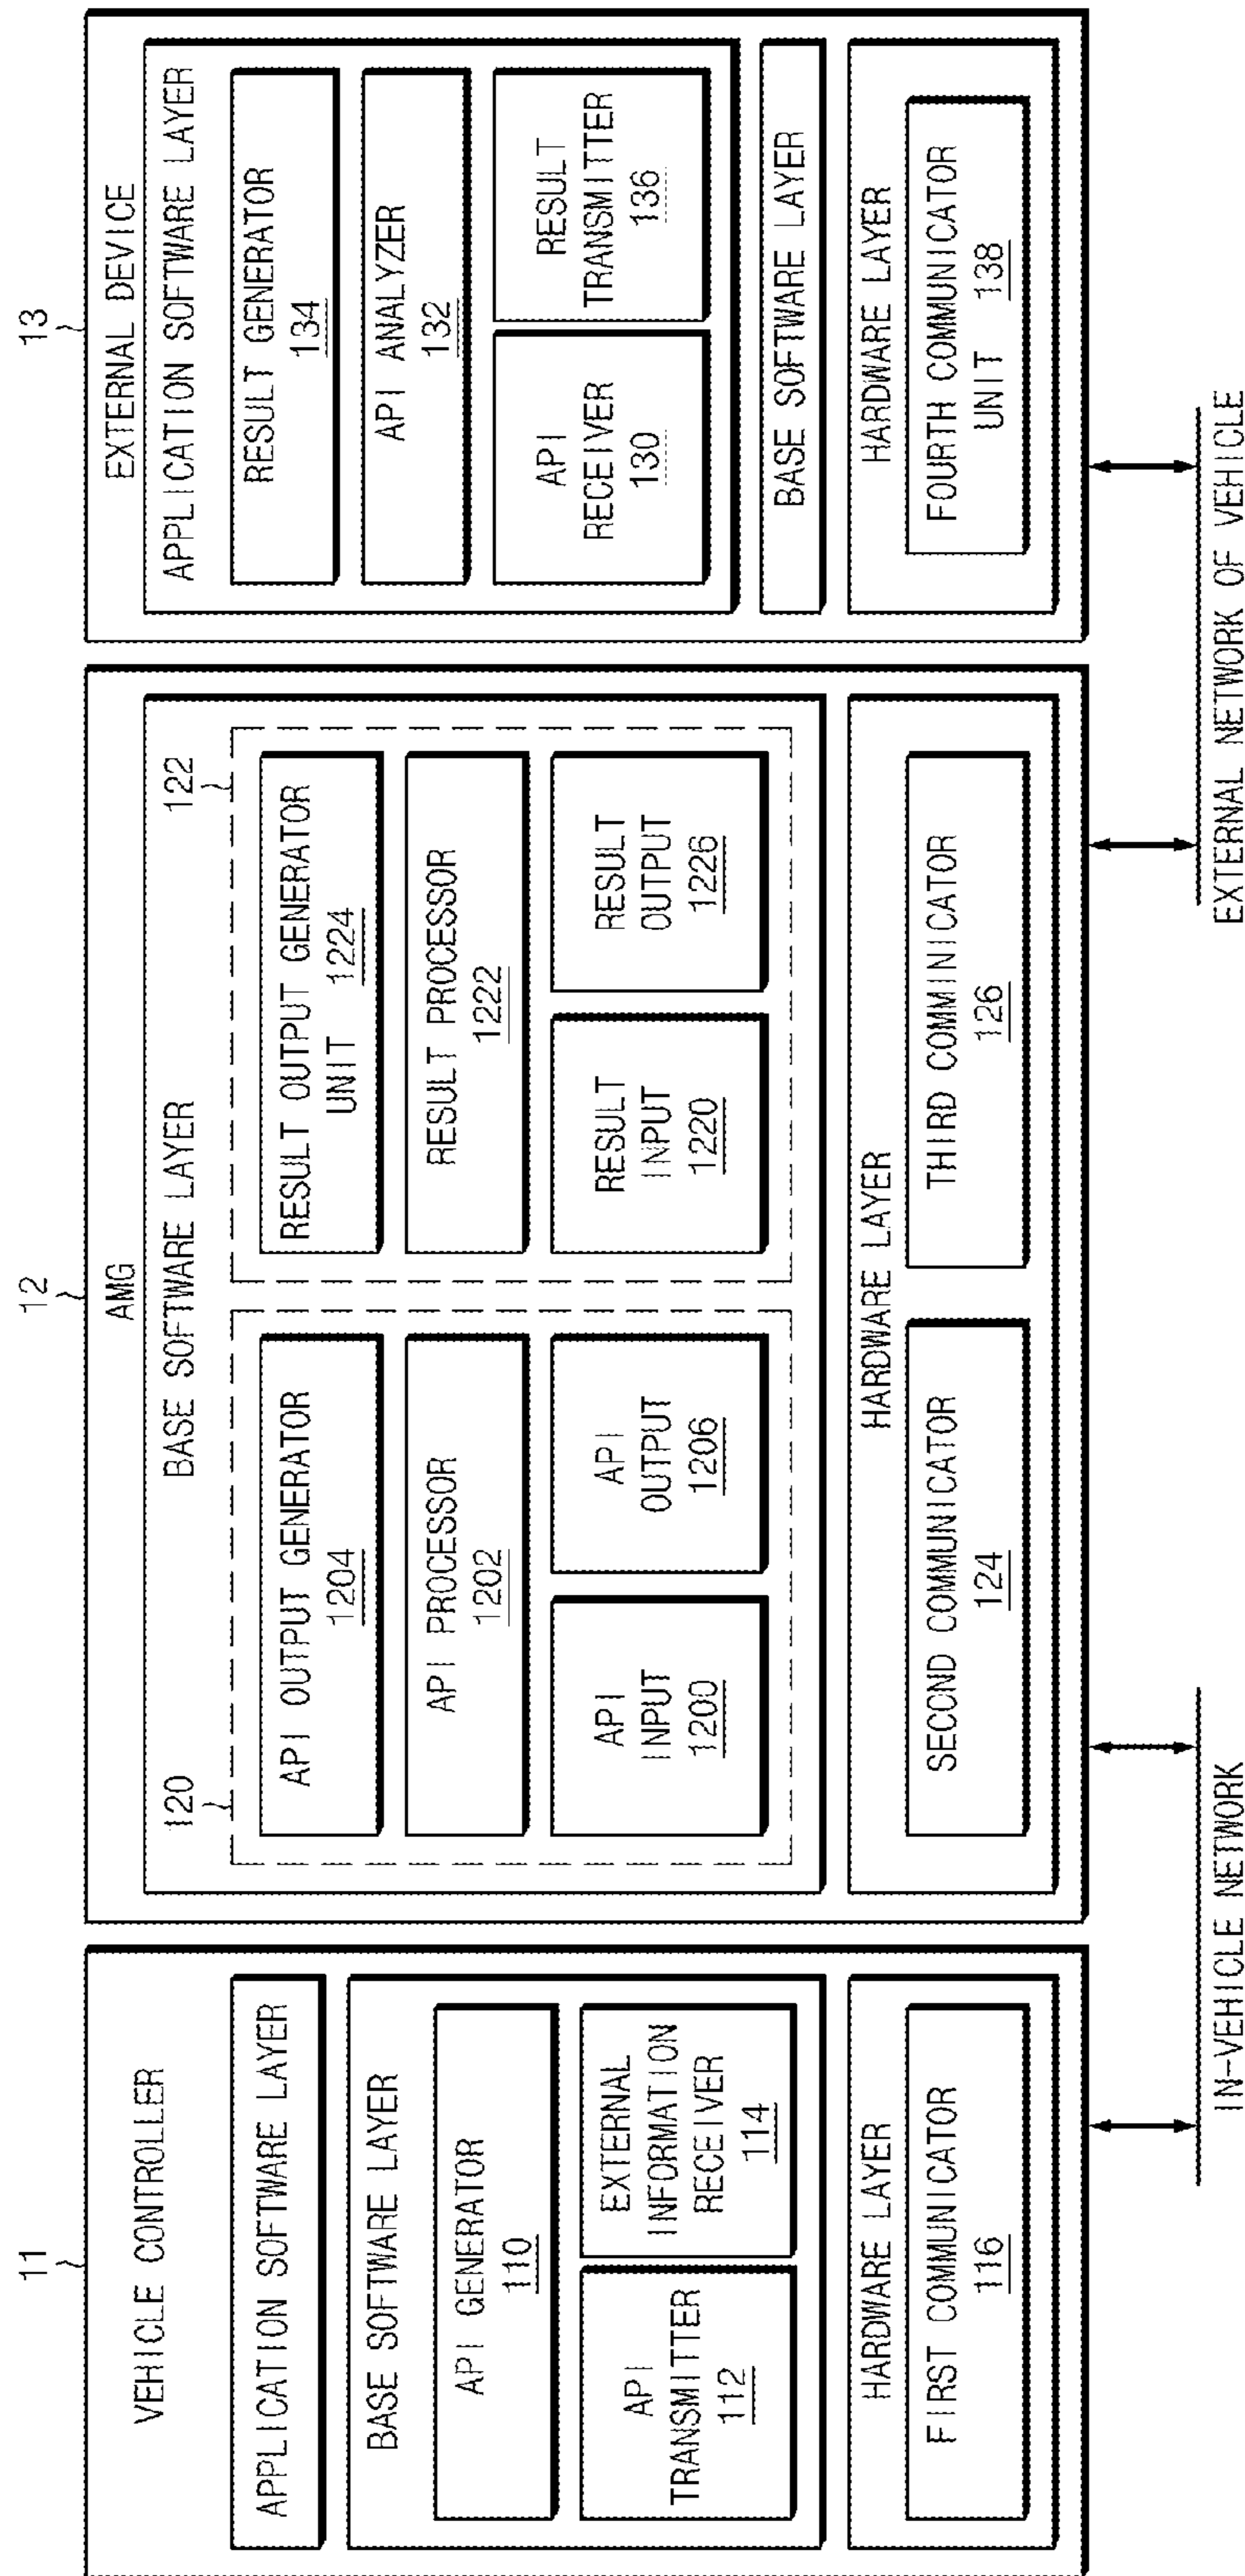 11
VEHICLE CONTROLLER
APPLICATION SOFTWARE LAYER
BASE SOFTWARE LAYER
API GENERATOR
110
API
TRANSMITTER
112
EXTERNAL
INFORMATION
RECEIVER
114
HARDWARE LAYER
FIRST COMMUNICATOR
116
12
AMG
BASE SOFTWARE LAYER
120
API OUTPUT GENERATOR
1204
API PROCESSOR
1202
API
INPUT
1200
API
OUTPUT
1206
122
RESULT OUTPUT GENERATOR
UNIT 1224
RESULT PROCESSOR
1222
RESULT
INPUT
1220
RESULT
OUTPUT
1226
HARDWARE LAYER
SECOND COMMUNICATOR
124
THIRD COMMINICATOR
126
13
EXTERNAL DEVICE
APPLICATION SOFTWARE LAYER
RESULT GENERATOR
134
API ANALYZER
132
API
RECEIVER
130
RESULT
TRANSMITTER
136
BASE SOFTWARE LAYER
HARDWARE LAYER
FOURTH COMMUNICATOR
UNIT 138
IN-VEHICLE NETWORK
EXTERNAL NETWORK OF VEHICLE